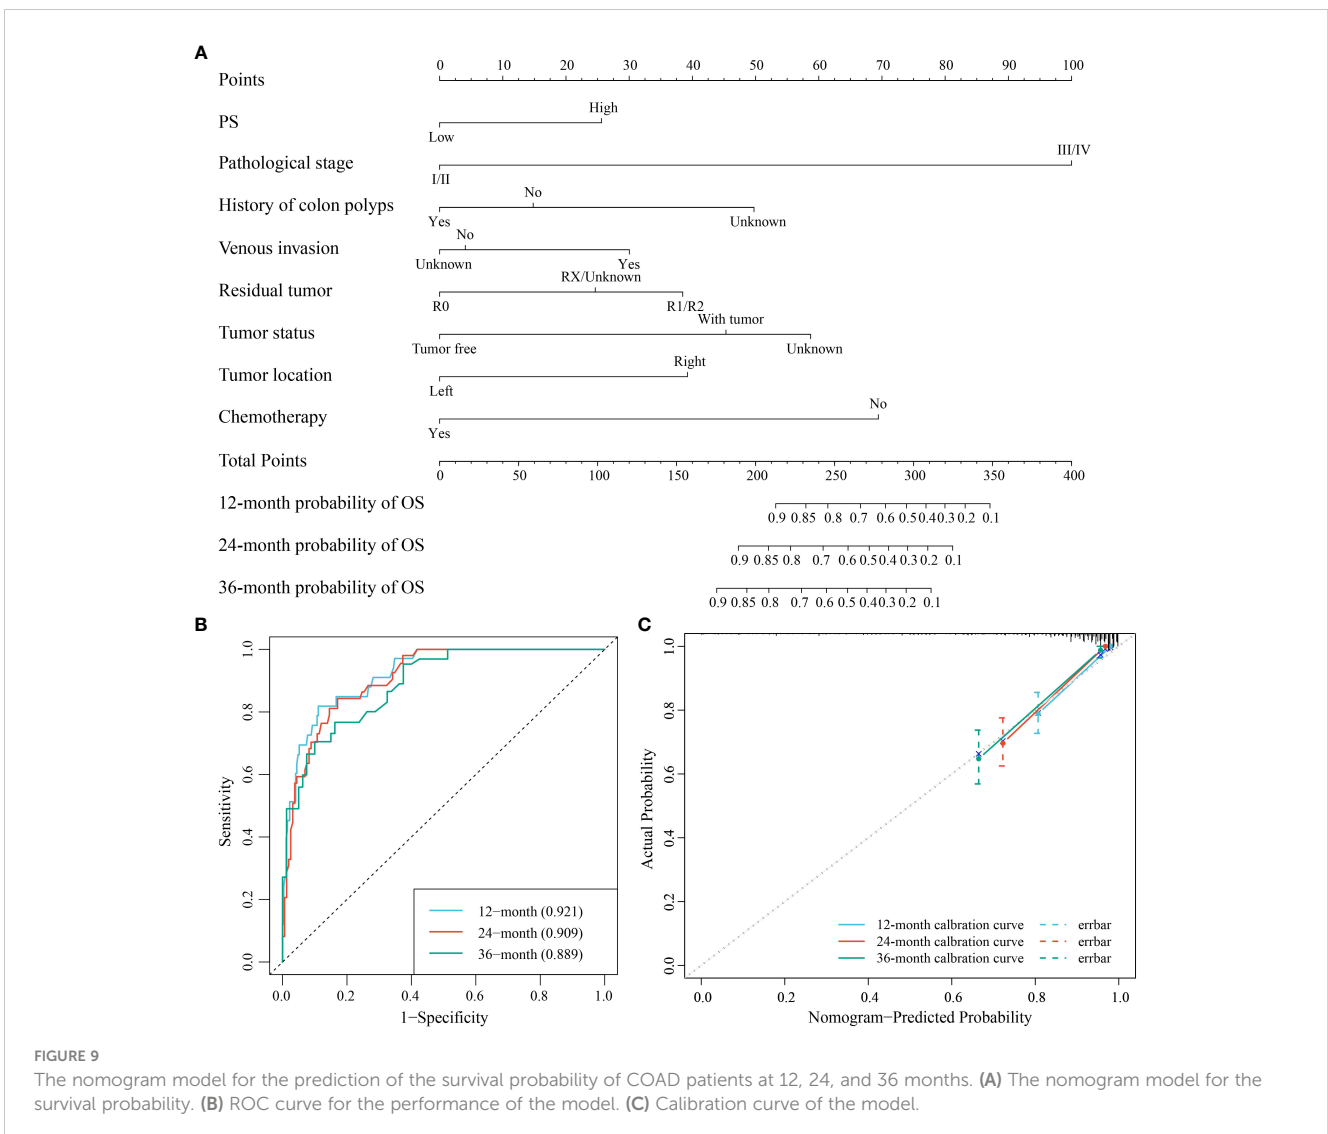 A
Points
0 10 20 30 40 50 60 70 80 90 100
PS
High
Low
Pathological stage
III/IV
I/II
History of colon polyps
No
Yes
Unknown
Venous invasion
No
Unknown
Yes
Residual tumor
RX/Unknown
R0
R1/R2
Tumor status
With tumor
Tumor free
Unknown
Tumor location
Right
Left
Chemotherapy
No
Yes
Total Points
0 50 100 150 200 250 300 350 400
12-month probability of OS
0.9 0.85 0.8 0.7 0.6 0.5 0.4 0.3 0.2 0.1
24-month probability of OS
0.9 0.85 0.8 0.7 0.6 0.5 0.4 0.3 0.2 0.1
36-month probability of OS
0.9 0.85 0.8 0.7 0.6 0.5 0.4 0.3 0.2 0.1
B
Sensitivity
0.0 0.2 0.4 0.6 0.8 1.0
12−month (0.921)
24−month (0.909)
36−month (0.889)
0.0 0.2 0.4 0.6 0.8 1.0
1−Specificity
C
Actual Probability
0.0 0.2 0.4 0.6 0.8 1.0
12-month calbration curve errbar
24-month calbration curve errbar
36-month calbration curve errbar
0.0 0.2 0.4 0.6 0.8 1.0
Nomogram−Predicted Probability
FIGURE 9
The nomogram model for the prediction of the survival probability of COAD patients at 12, 24, and 36 months. (A) The nomogram model for the
survival probability. (B) ROC curve for the performance of the model. (C) Calibration curve of the model.